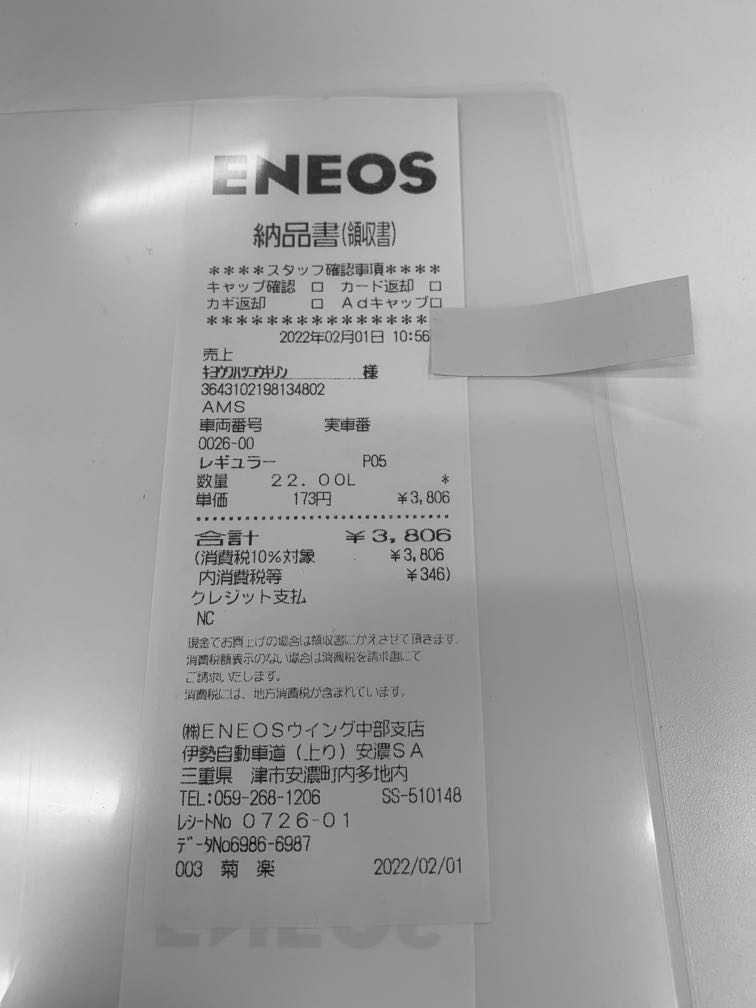 ENEOS
納品書(領収書)
****スタッフ確認事項****
キャップ確認 □ カード返却 □
カギ返却 □ Adキャップ□
****************
2022年02月01日 10:56
売上
様
3643102198134802
AMS
車両番号 実車番
0026-00
レギュラー P05
数量 22.00L *
単価 173円 ¥3,806
合計 ¥3,806
(消費税10%対象 ¥3,806
内消費税等 ¥346)
クレジット支払
NC
現金でお買上げの場合は領収書にかえさせて頂きます。
消費税額表示のない場合は消費税を請求書にて
ご請求いたします。
消費税には、地方消費税が含まれています。
㈱ENEOSウイング中部支店
伊勢自動車道(上り)安濃SA
三重県 津市安濃町内多地内
TEL:059-268-1206 SS-510148
レシートNo 0726-01
データNo6986-6987
003 菊 楽 2022/02/01
ENEOS